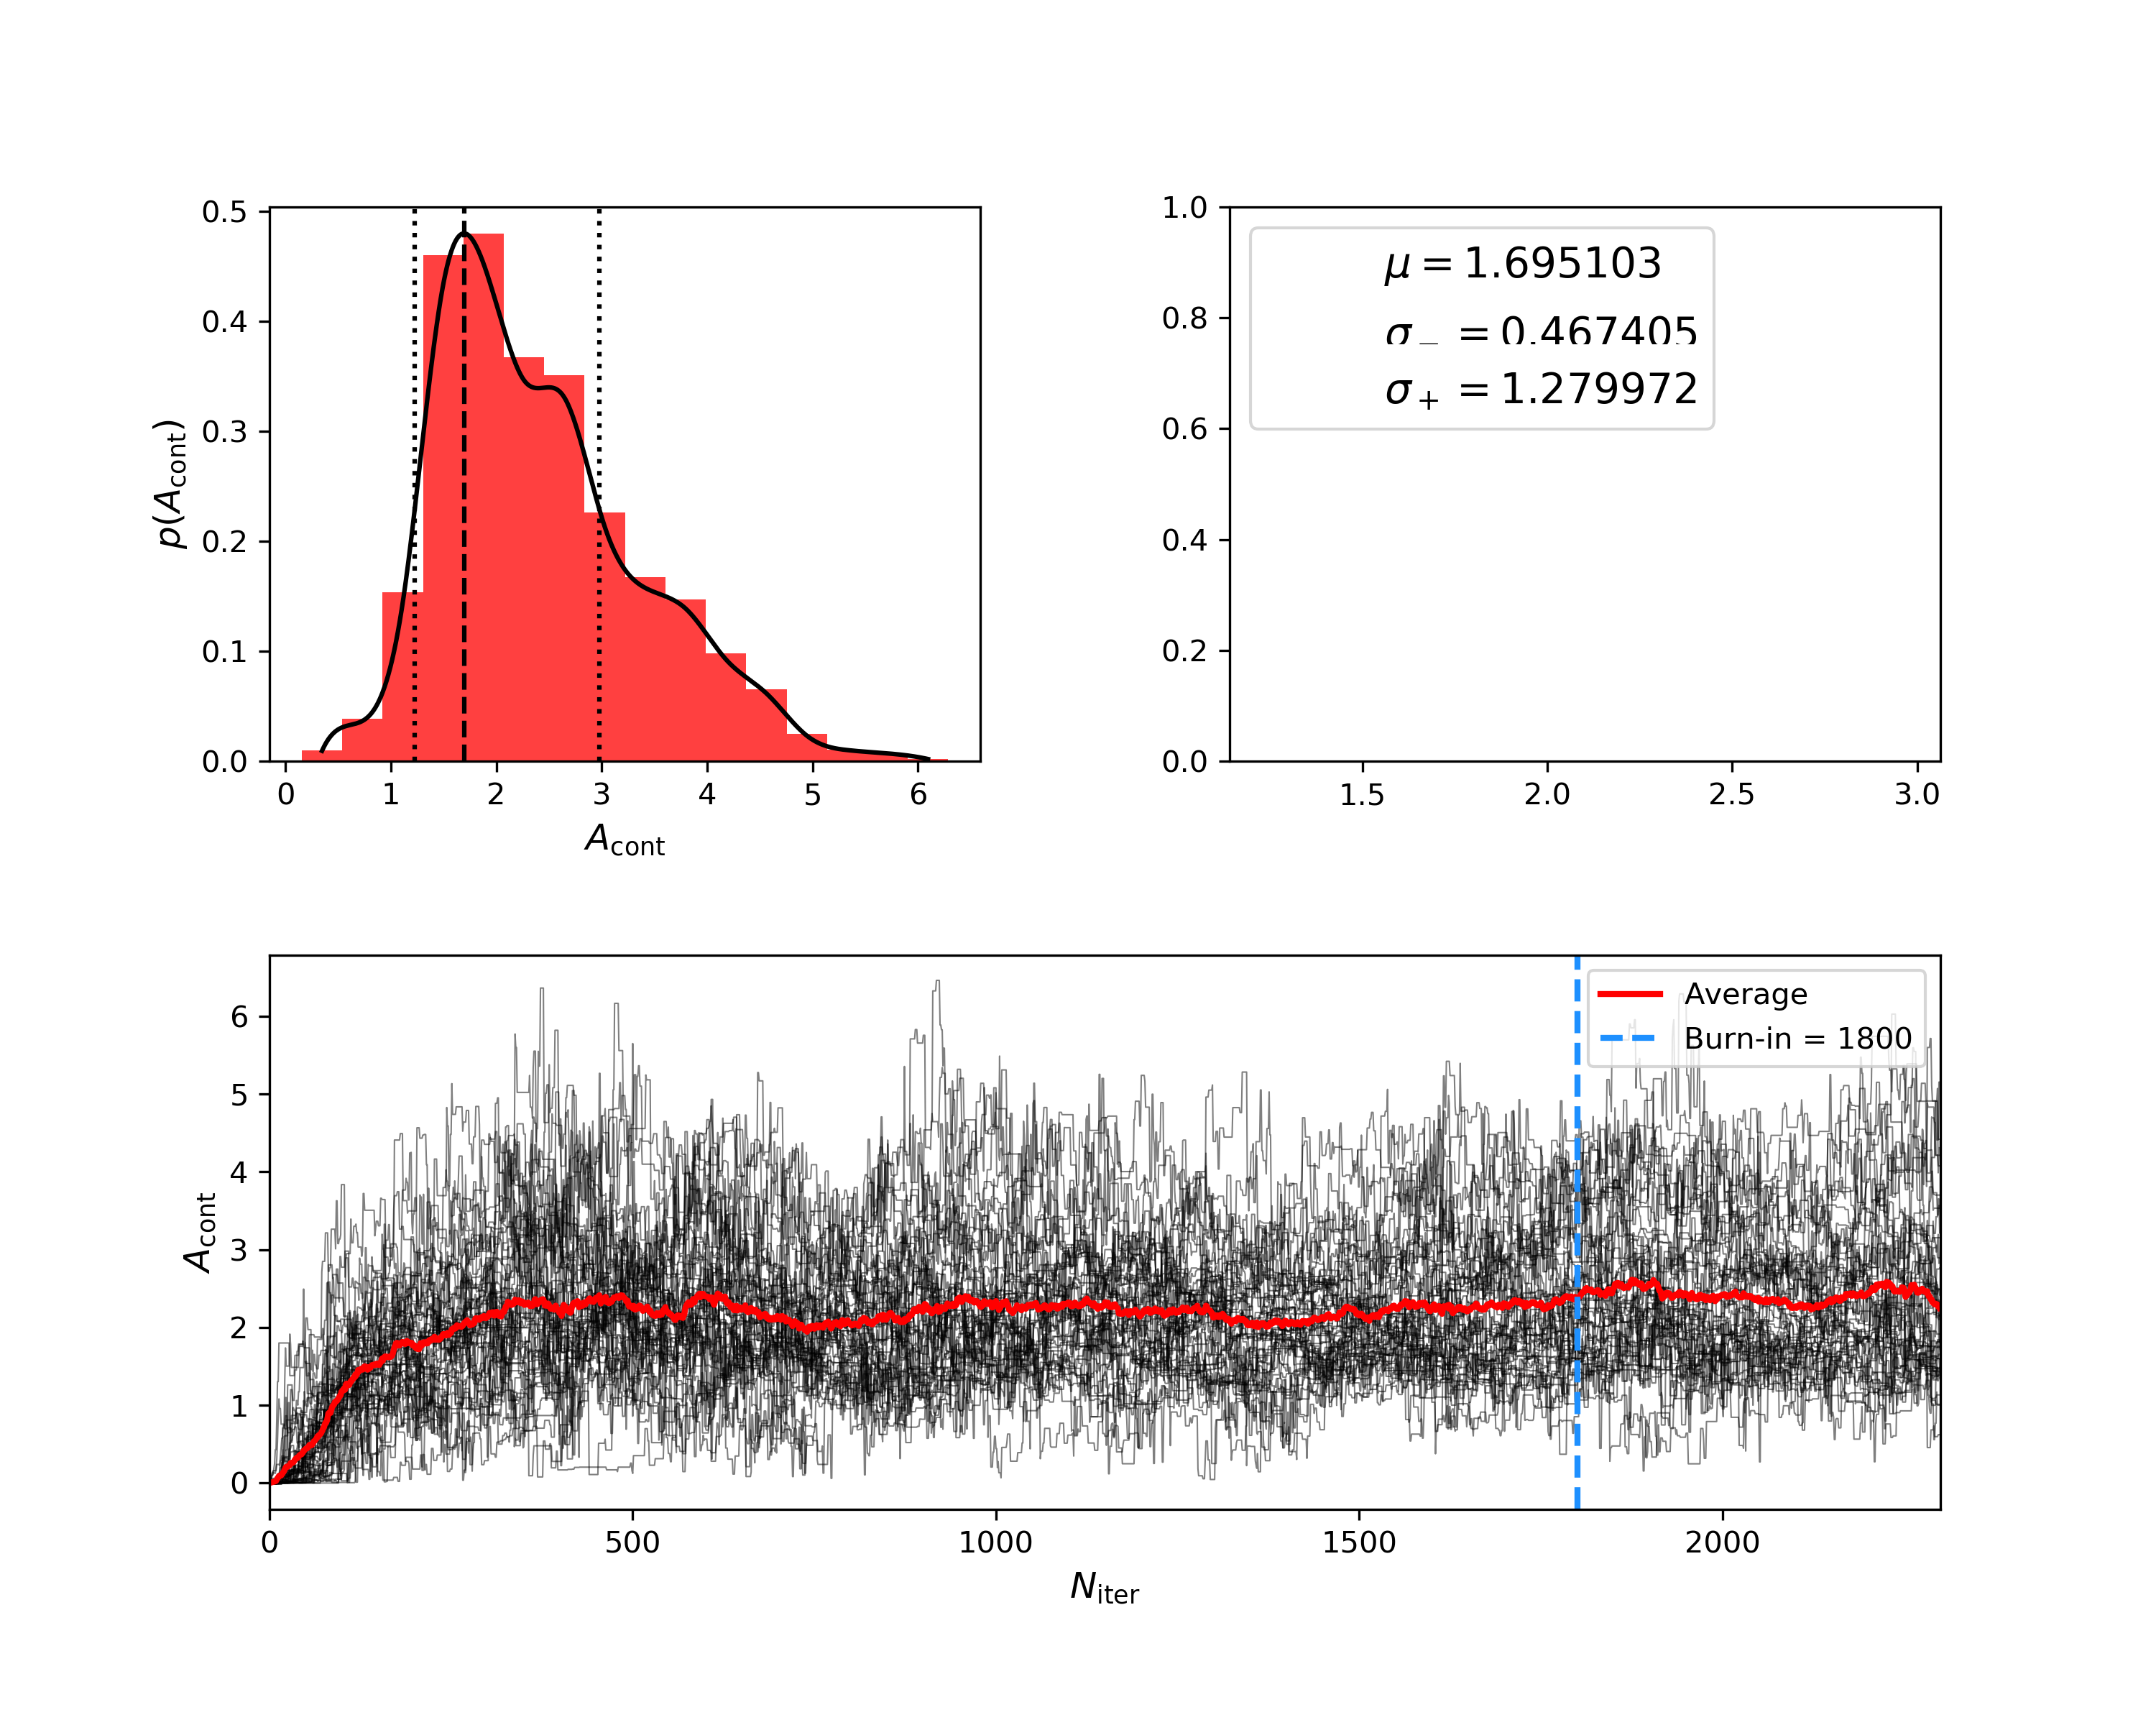 0.5
0.4
0.3
0.2
0.1
0.0
p(A_cont)
0 1 2 3 4 5 6
A_cont
1.0
0.8
0.6
0.4
0.2
0.0
μ = 1.695103
σ_− = 0.467405
σ_+ = 1.279972
1.5 2.0 2.5 3.0
6
5
4
3
2
1
0
A_cont
Average
Burn-in = 1800
0 500 1000 1500 2000
N_iter